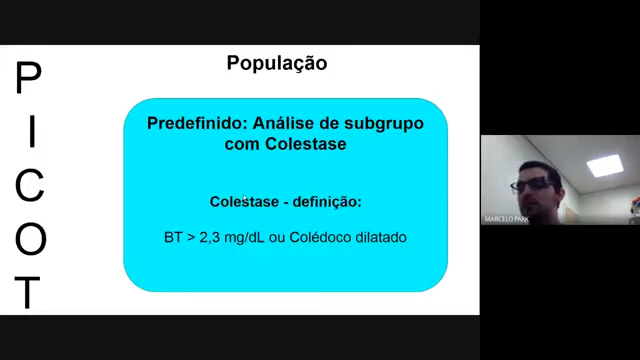 P
I
C
O
T
População
Predefinido: Análise de subgrupo
com Colestase
Colestase - definição:
BT > 2,3 mg/dL ou Colédoco dilatado
MARCELO PARK